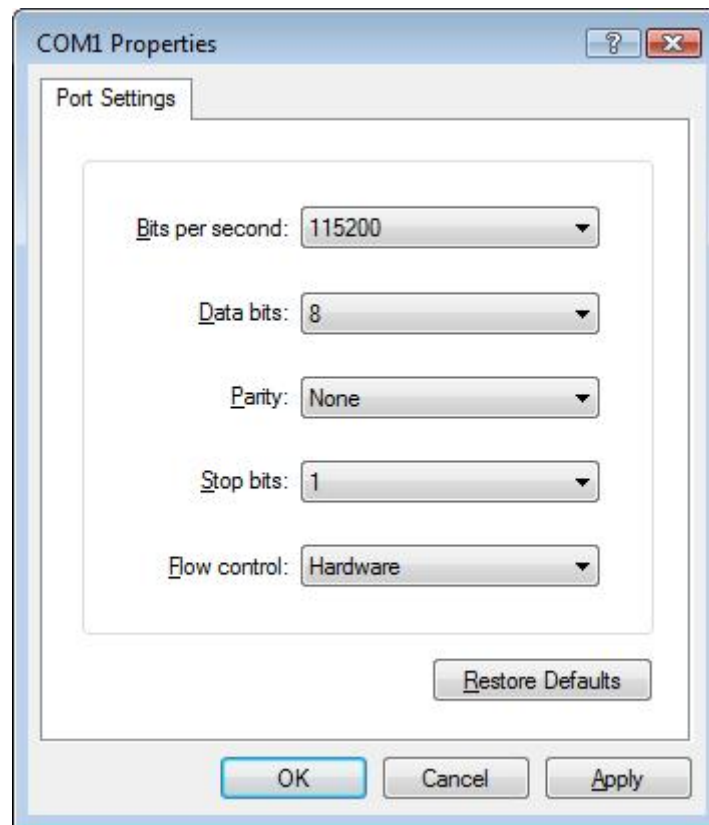 COM1 Properties
Port Settings
Bits per second: 115200
Data bits: 8
Parity: None
Stop bits: 1
Flow control: Hardware
Restore Defaults
OK Cancel Apply